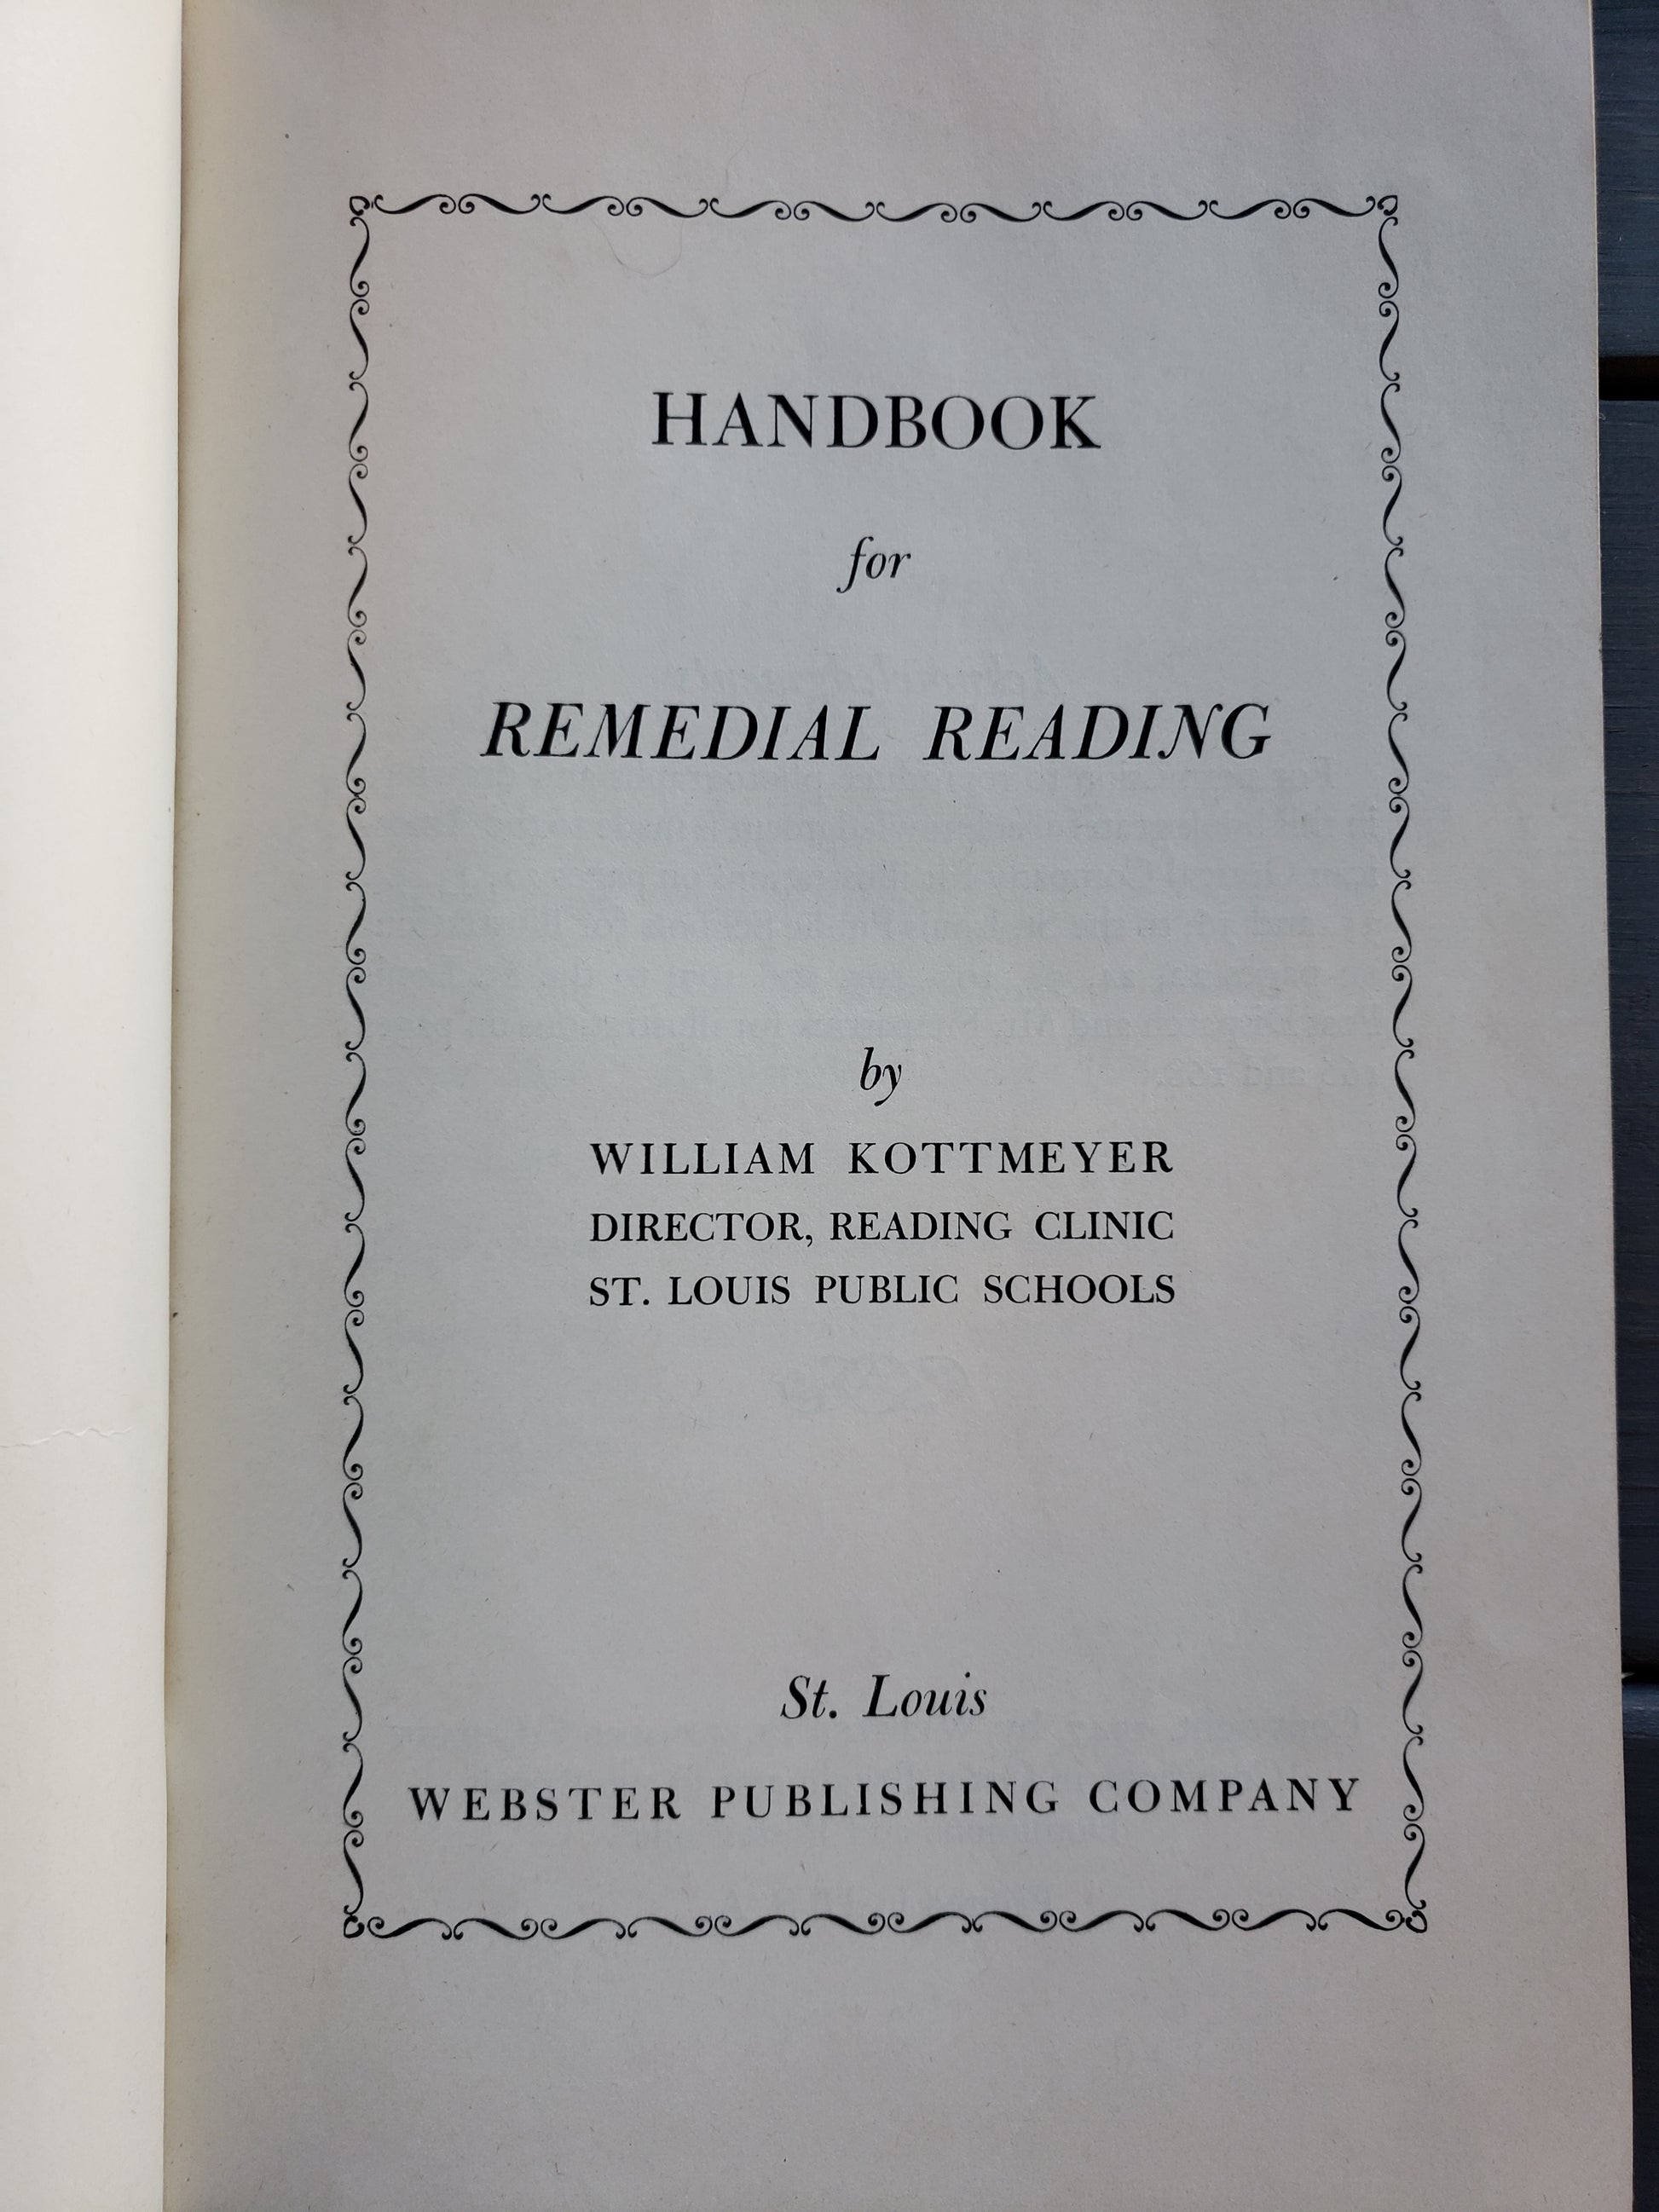 HANDBOOK
for
REMEDIAL READING
by
WILLIAM KOTTMEYER
DIRECTOR, READING CLINIC
ST. LOUIS PUBLIC SCHOOLS
St. Louis
WEBSTER PUBLISHING COMPANY